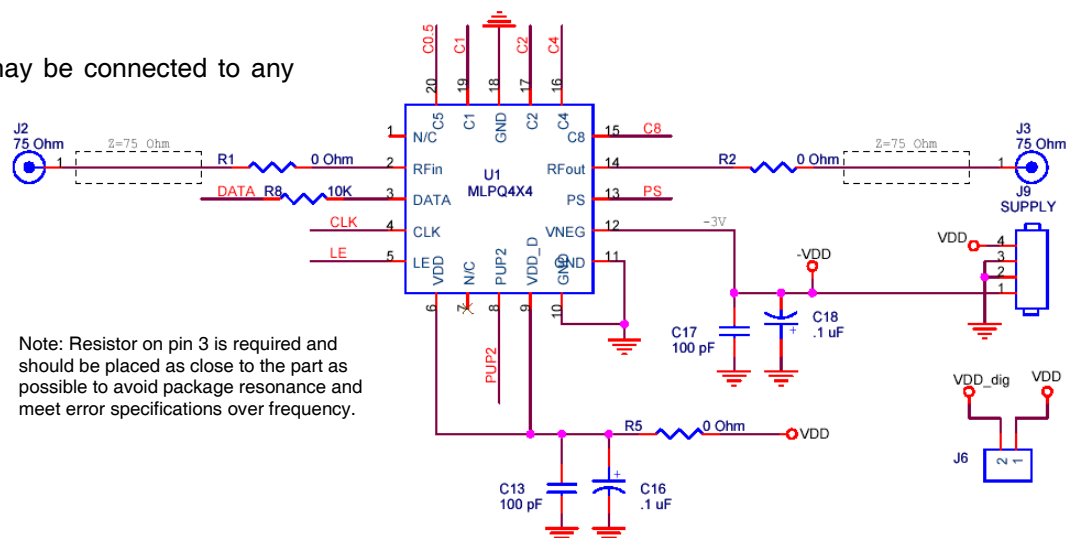 nay be connected to any
C0.5
C1
C2
C4
20
19
18
17
16
C5
C1
GND
C2
C4
J2
75 Ohm
1
Z=75 Ohm
R1
0 Ohm
DATA
R8
10K
CLK
LE
1
2
3
4
5
N/C
RFin
DATA
CLK
LE
U1
MLPQ4X4
C8
RFout
PS
VNEG
GND
15
14
13
12
11
C8
PS
-3V
R2
0 Ohm
Z=75 Ohm
1
J3
75 Ohm
J9
SUPPLY
VDD
4
3
2
1
VDD
N/C
PUP2
VDD_D
GND
6
7
8
9
10
PUP2
-VDD
C17
100 pF
C18
+
.1 uF
Note: Resistor on pin 3 is required and
should be placed as close to the part as
possible to avoid package resonance and
meet error specifications over frequency.
VDD_dig
VDD
J6
2
1
R5
0 Ohm
VDD
C13
100 pF
+
C16
.1 uF